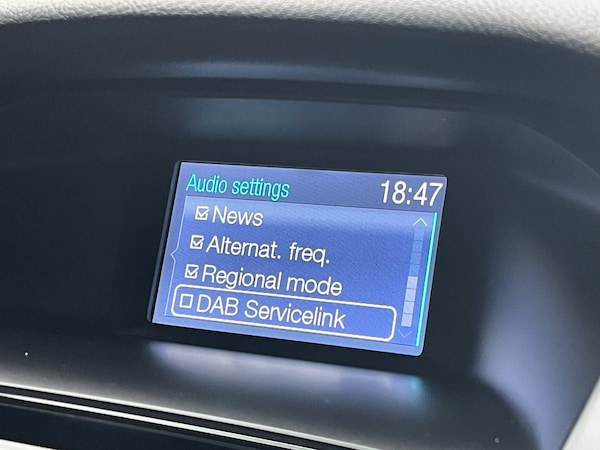 Audio settings 18:47
News
Alternat. freq.
Regional mode
DAB Servicelink